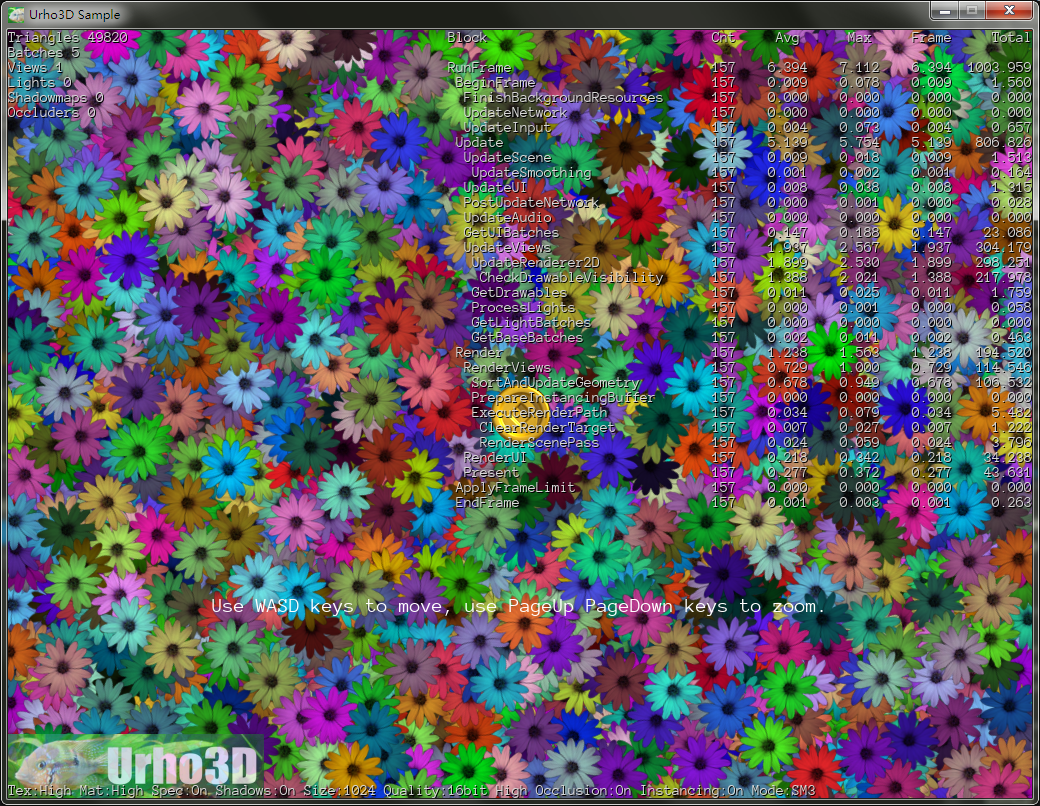 Urho3D Sample
Triangles 49820
Batches 5
Views 1
Lights 0
Shadowmaps 0
Occluders 0
Block Cnt Avg Max Frame Total
RunFrame 157 6.394 7.112 6.394 1003.959
BeginFrame 157 0.009 0.078 0.009 1.560
FinishBackgroundResources 157 0.000 0.000 0.000 0.000
UpdateNetwork 157 0.000 0.000 0.000 0.000
UpdateInput 157 0.004 0.073 0.004 0.657
Update 157 5.139 5.754 5.139 806.826
UpdateScene 157 0.009 0.018 0.009 1.513
UpdateSmoothing 157 0.001 0.002 0.001 0.164
UpdateUI 157 0.008 0.038 0.008 1.315
PostUpdateNetwork 157 0.000 0.001 0.000 0.028
UpdateAudio 157 0.000 0.000 0.000 0.000
GetUIBatches 157 0.147 0.188 0.147 23.086
UpdateViews 157 1.937 2.567 1.937 304.179
UpdateRenderer2D 157 1.899 2.530 1.899 298.251
CheckDrawableVisibility 157 1.388 2.021 1.388 217.978
GetDrawables 157 0.011 0.025 0.011 1.759
ProcessLights 157 0.000 0.001 0.000 0.058
GetLightBatches 157 0.000 0.000 0.000 0.000
GetBaseBatches 157 0.002 0.011 0.002 0.463
Render 157 1.238 1.563 1.238 194.520
RenderViews 157 0.729 1.000 0.729 114.546
SortAndUpdateGeometry 157 0.678 0.949 0.678 106.532
PrepareInstancingBuffer 157 0.000 0.000 0.000 0.000
ExecuteRenderPath 157 0.034 0.079 0.034 5.482
ClearRenderTarget 157 0.007 0.027 0.007 1.222
RenderScenePass 157 0.024 0.059 0.024 3.796
RenderUI 157 0.218 0.342 0.218 34.238
Present 157 0.277 0.372 0.277 43.631
ApplyFrameLimit 157 0.000 0.000 0.000 0.000
EndFrame 157 0.001 0.003 0.001 0.263
Use WASD keys to move, use PageUp PageDown keys to zoom.
Urho3D
Tex:High Mat:High Spec:On Shadows:On Size:1024 Quality:16bit High Occlusion:On Instancing:On Mode:SM3